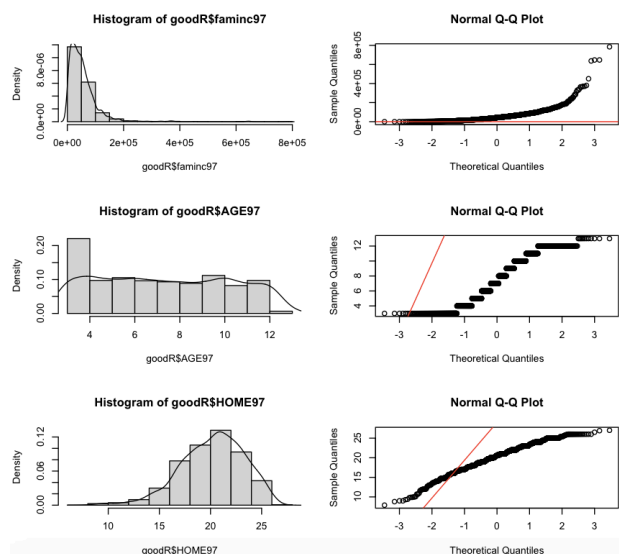 Histogram of goodR$faminc97
Density
0.0e+00 8.0e-06
0e+00 2e+05 4e+05 6e+05 8e+05
goodR$faminc97
Normal Q-Q Plot
Sample Quantiles
0e+00 4e+05 8e+05
-3 -2 -1 0 1 2 3
Theoretical Quantiles
Histogram of goodR$AGE97
Density
0.00 0.10 0.20
4 6 8 10 12
goodR$AGE97
Normal Q-Q Plot
Sample Quantiles
4 6 8 12
-3 -2 -1 0 1 2 3
Theoretical Quantiles
Histogram of goodR$HOME97
Density
0.00 0.06 0.12
10 15 20 25
goodR$HOME97
Normal Q-Q Plot
Sample Quantiles
10 15 20 25
-3 -2 -1 0 1 2 3
Theoretical Quantiles